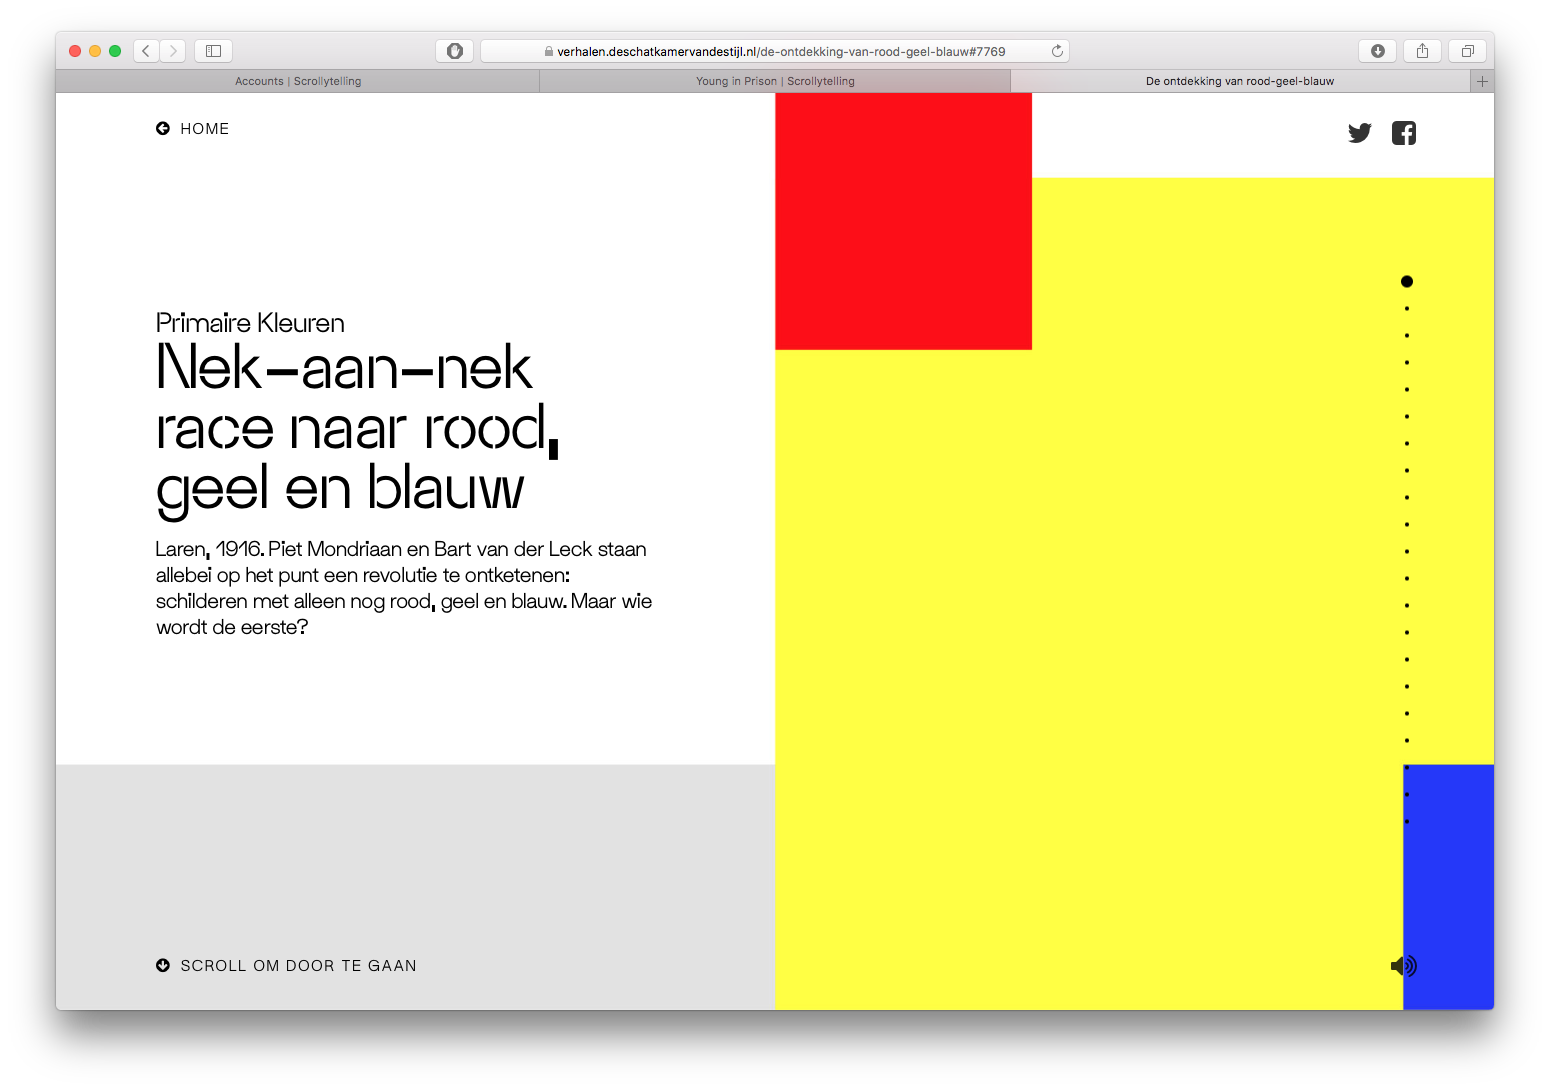 verhalen.deschatkamervandestijl.nl/de-ontdekking-van-rood-geel-blauw#7769
Accounts | Scrollytelling
Young in Prison | Scrollytelling
De ontdekking van rood-geel-blauw
HOME
Primaire Kleuren
Nek-aan-nek
race naar rood,
geel en blauw
Laren, 1916. Piet Mondriaan en Bart van der Leck staan
allebei op het punt een revolutie te ontketenen:
schilderen met alleen nog rood, geel en blauw. Maar wie
wordt de eerste?
SCROLL OM DOOR TE GAAN